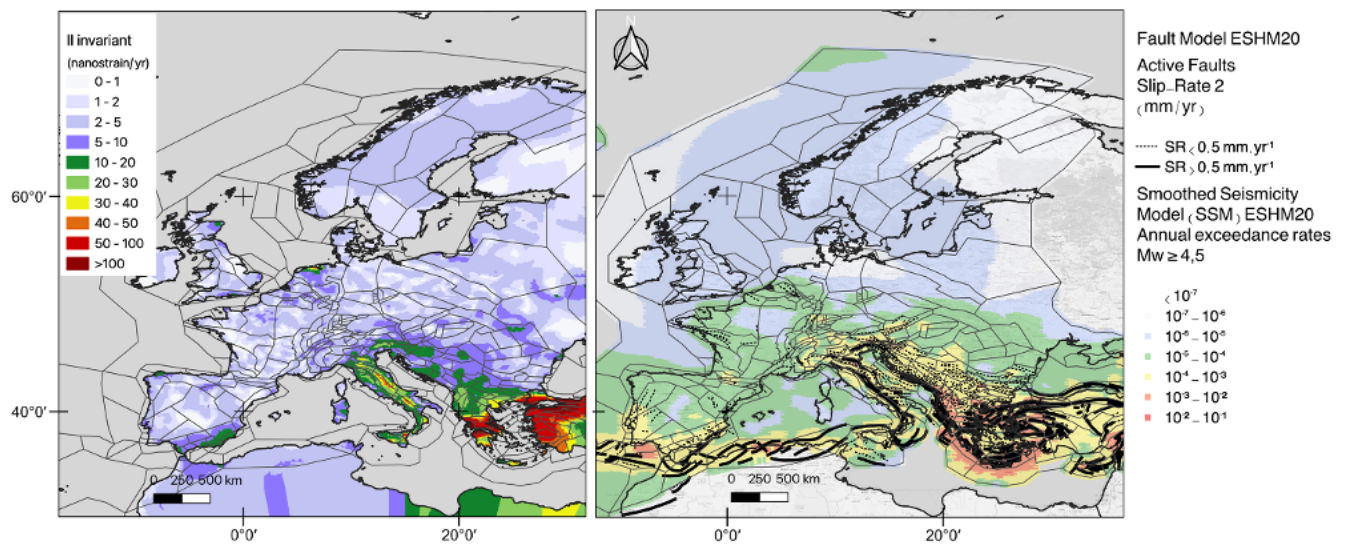 II invariant
(nanostrain/yr)
0 - 1
1 - 2
2 - 5
5 - 10
10 - 20
20 - 30
30 - 40
40 - 50
50 - 100
>100
60°0'
40°0'
0 250 500 km
0°0'
20°0'
N
0 250 500 km
0°0'
20°0'
Fault Model ESHM20
Active Faults
Slip_Rate 2
(mm/yr)
SR < 0.5 mm.yr¹
SR > 0.5 mm.yr¹
Smoothed Seismicity
Model (SSM) ESHM20
Annual exceedance rates
Mw ≥ 4,5
< 10⁻⁷
10⁻⁷ – 10⁻⁶
10⁻⁶ – 10⁻⁵
10⁻⁵ – 10⁻⁴
10⁻⁴ – 10⁻³
10⁻³ – 10⁻²
10⁻² – 10⁻¹